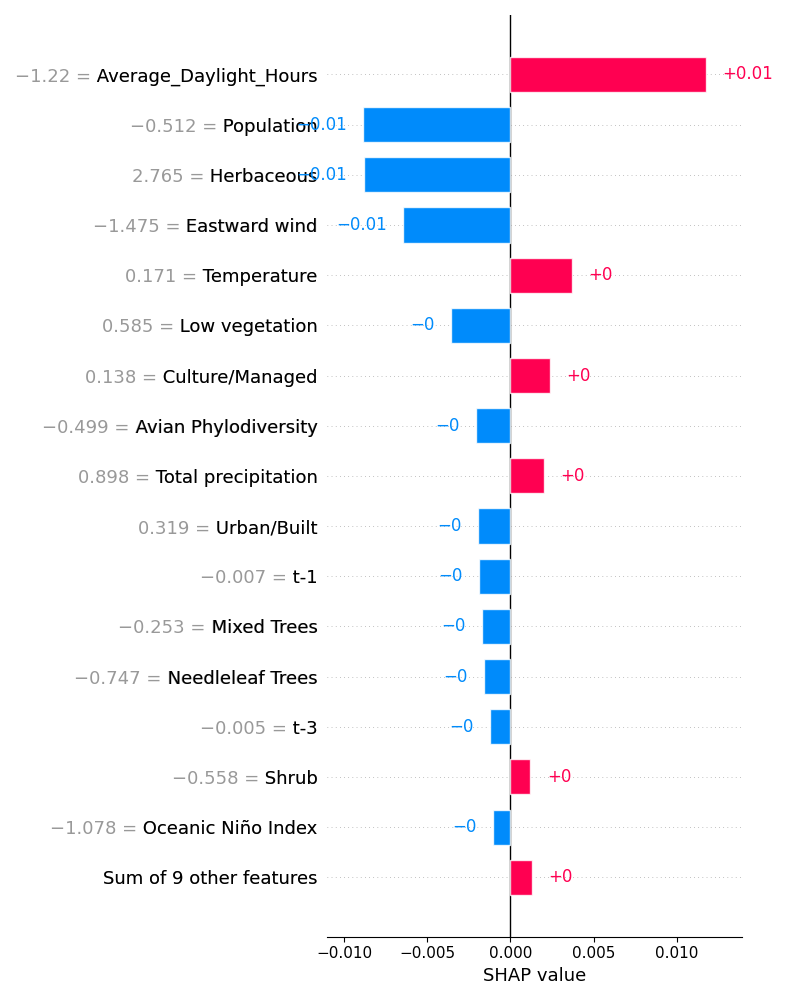 −1.22 = Average_Daylight_Hours +0.01
−0.512 = Population −0.01
2.765 = Herbaceous −0.01
−1.475 = Eastward wind −0.01
0.171 = Temperature +0
0.585 = Low vegetation −0
0.138 = Culture/Managed +0
−0.499 = Avian Phylodiversity −0
0.898 = Total precipitation +0
0.319 = Urban/Built −0
−0.007 = t-1 −0
−0.253 = Mixed Trees −0
−0.747 = Needleleaf Trees −0
−0.005 = t-3 −0
−0.558 = Shrub +0
−1.078 = Oceanic Niño Index −0
Sum of 9 other features +0
−0.010 −0.005 0.000 0.005 0.010
SHAP value